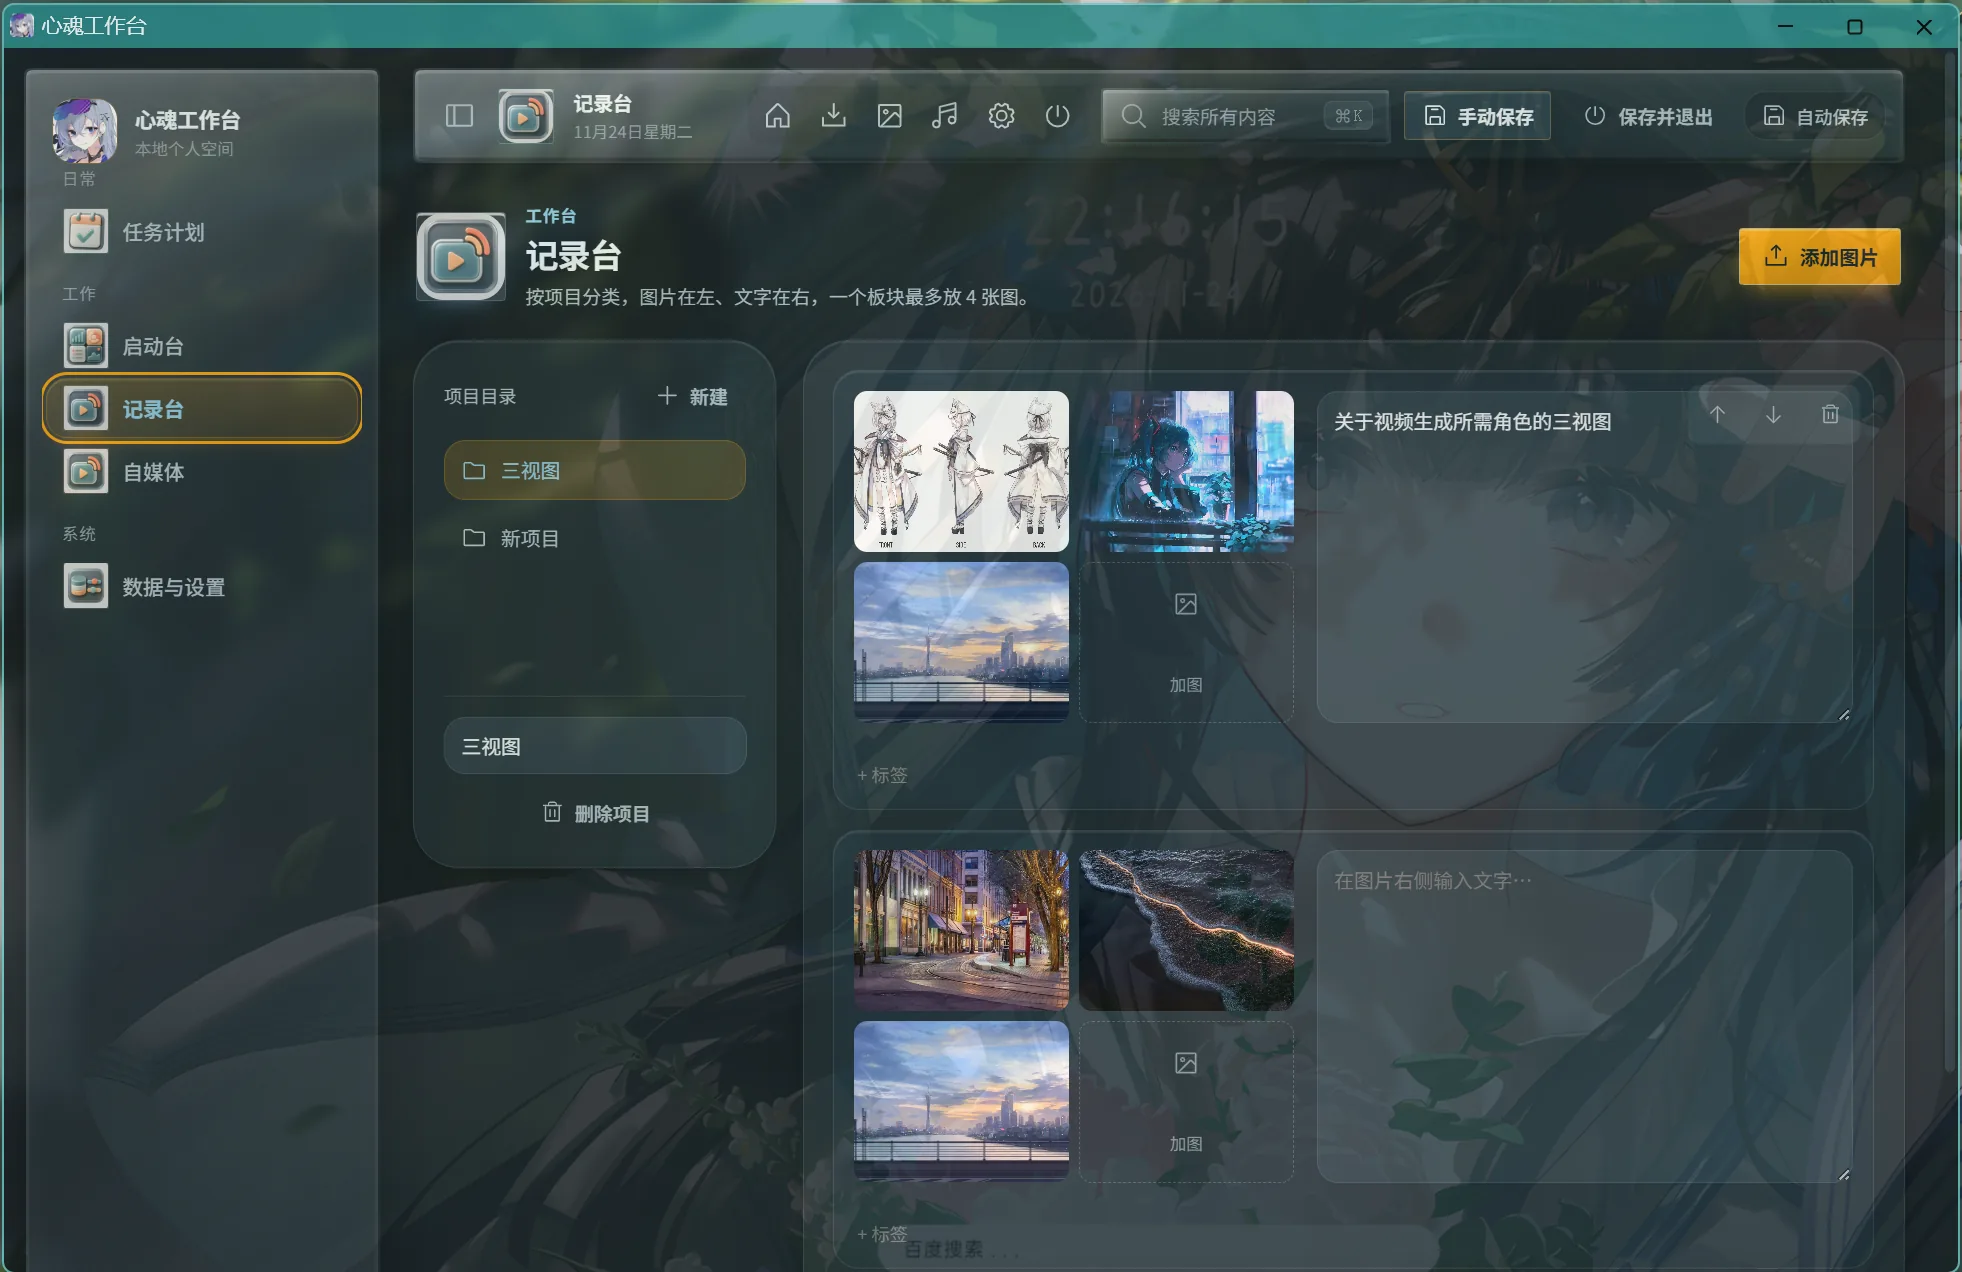 心魂工作台
心魂工作台
本地个人空间
日常
任务计划
工作
启动台
记录台
自媒体
系统
数据与设置
记录台
11月24日星期二
搜索所有内容
⌘K
手动保存
保存并退出
自动保存
工作台
记录台
按项目分类，图片在左、文字在右，一个板块最多放 4 张图。
22:16:15
添加图片
项目目录
+ 新建
三视图
新项目
三视图
删除项目
FRONT SIDE BACK
关于视频生成所需角色的三视图
加图
+ 标签
在图片右侧输入文字…
加图
+ 标签
百度搜索 . . .